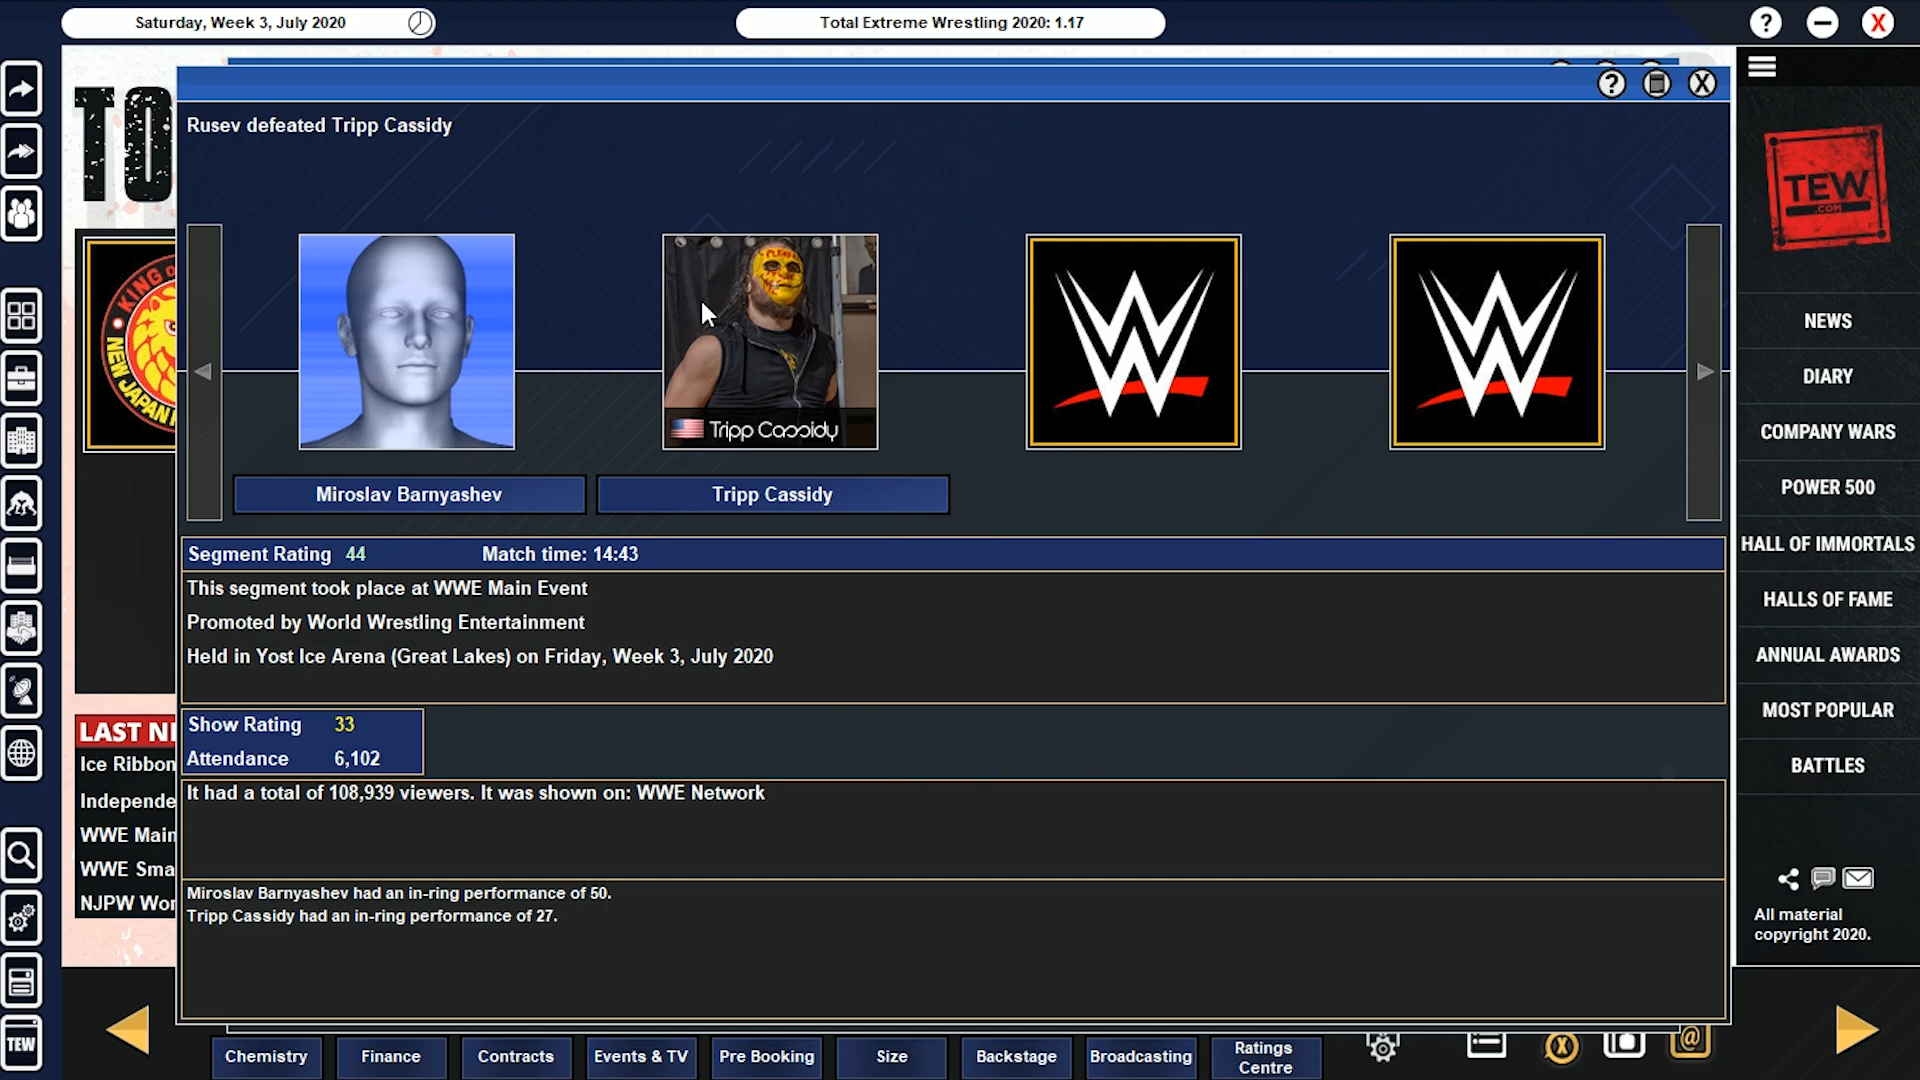 Saturday, Week 3, July 2020
Total Extreme Wrestling 2020: 1.17
?
X
TO
? X
Rusev defeated Tripp Cassidy
KING O
NEW JAPAN
Tripp Cassidy
Miroslav Barnyashev
Tripp Cassidy
Segment Rating 44 Match time: 14:43
This segment took place at WWE Main Event
Promoted by World Wrestling Entertainment
Held in Yost Ice Arena (Great Lakes) on Friday, Week 3, July 2020
Show Rating 33
Attendance 6,102
It had a total of 108,939 viewers. It was shown on: WWE Network
Miroslav Barnyashev had an in-ring performance of 50.
Tripp Cassidy had an in-ring performance of 27.
LAST NI
Ice Ribbon
Independe
WWE Main
WWE Sma
NJPW Wor
TEW
.COM
NEWS
DIARY
COMPANY WARS
POWER 500
HALL OF IMMORTALS
HALLS OF FAME
ANNUAL AWARDS
MOST POPULAR
BATTLES
All material
copyright 2020.
TEW
Chemistry
Finance
Contracts
Events & TV
Pre Booking
Size
Backstage
Broadcasting
Ratings
Centre
X
@